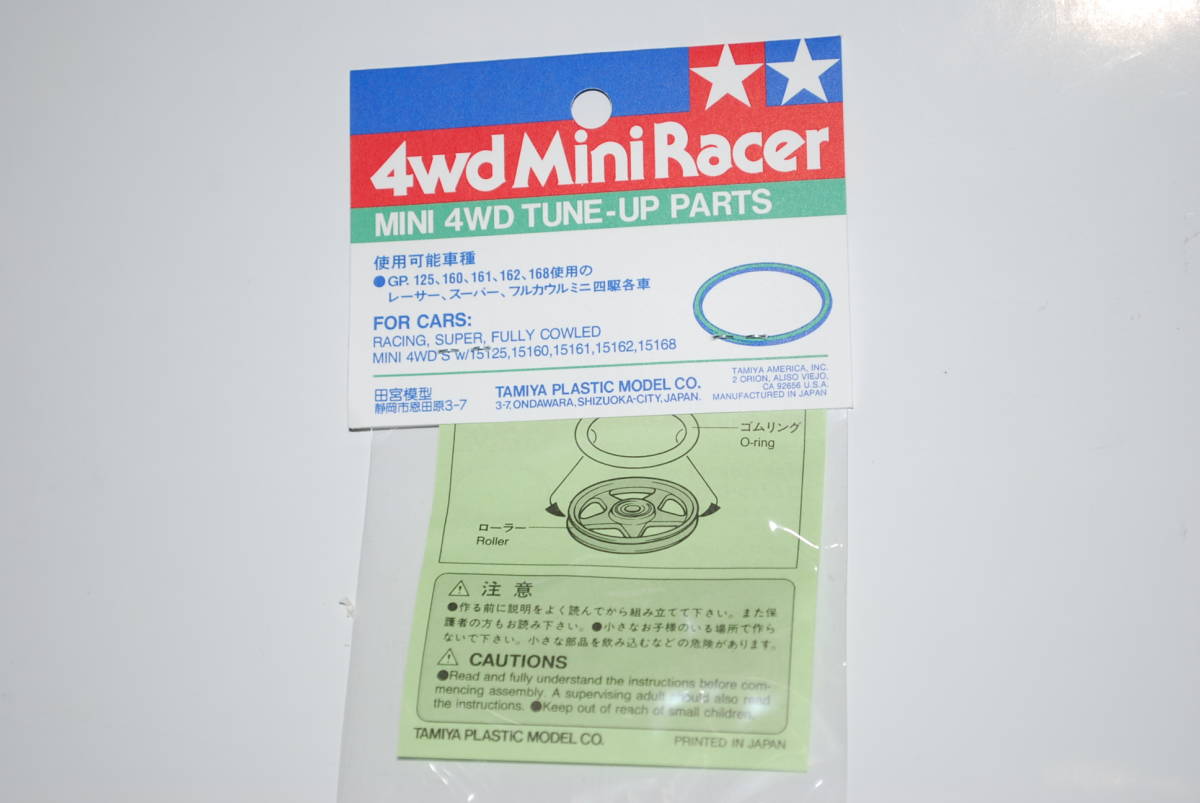 4wd Mini Racer
MINI 4WD TUNE-UP PARTS
使用可能車種
●GP. 125、160、161、162、168使用の
レーサー、スーパー、フルカウルミニ四駆各車
FOR CARS:
RACING, SUPER, FULLY COWLED
MINI 4WD'S w/15125,15160,15161,15162,15168
田宮模型
静岡市恩田原3-7
TAMIYA PLASTIC MODEL CO.
3-7, ONDAWARA, SHIZUOKA-CITY, JAPAN.
TAMIYA AMERICA, INC.
2 ORION, ALISO VIEJO,
CA 92656 U.S.A.
MANUFACTURED IN JAPAN
ゴムリング
O-ring
ローラー
Roller
⚠ 注意
●作る前に説明をよく読んでから組み立てて下さい。また保
護者の方もお読み下さい。●小さなお子様のいる場所で作ら
ないで下さい。小さな部品を飲み込むなどの危険があります。
⚠ CAUTIONS
●Read and fully understand the instructions before com-
mencing assembly. A supervising adult should also read
the instructions. ●Keep out of reach of small children.
TAMIYA PLASTIC MODEL CO.
PRINTED IN JAPAN